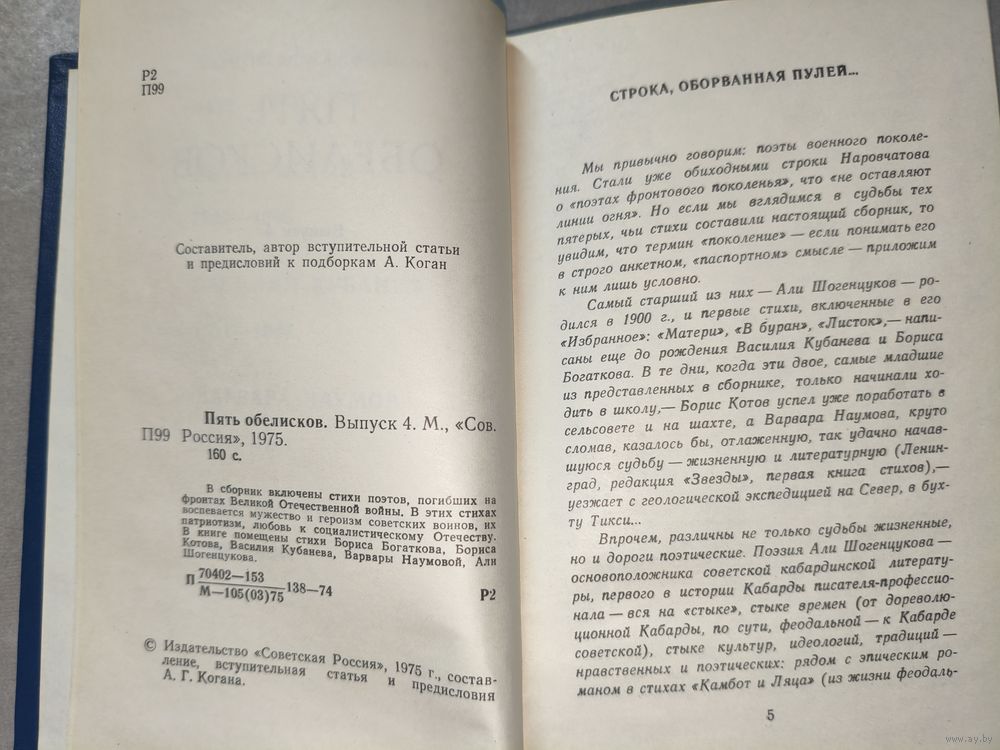 Р2
П99
Составитель, автор вступительной статьи
и предисловий к подборкам А. Коган
Пять обелисков. Выпуск 4. М., «Сов.
П99 Россия», 1975.
160 с.
В сборник включены стихи поэтов, погибших на
фронтах Великой Отечественной войны. В этих стихах
воспевается мужество и героизм советских воинов, их
патриотизм, любовь к социалистическому Отечеству.
В книге помещены стихи Бориса Богаткова, Бориса
Котова, Василия Кубанева, Варвары Наумовой, Али
Шогенцукова.
П 70402—153
М—105(03)75 138—74
Р2
© Издательство «Советская Россия», 1975 г., состав-
ление, вступительная статья и предисловия
А. Г. Когана.
СТРОКА, ОБОРВАННАЯ ПУЛЕЙ...
Мы привычно говорим: поэты военного поколе-
ния. Стали уже обиходными строки Наровчатова
о «поэтах фронтового поколенья», что «не оставляют
линии огня». Но если мы вглядимся в судьбы тех
пятерых, чьи стихи составили настоящий сборник, то
увидим, что термин «поколение» — если понимать его
в строго анкетном, «паспортном» смысле — приложим
к ним лишь условно.
Самый старший из них — Али Шогенцуков — ро-
дился в 1900 г., и первые стихи, включенные в его
«Избранное»: «Матери», «В буран», «Листок»,— напи-
саны еще до рождения Василия Кубанева и Бориса
Богаткова. В те дни, когда эти двое, самые младшие
из представленных в сборнике, только начинали хо-
дить в школу,— Борис Котов успел уже поработать в
сельсовете и на шахте, а Варвара Наумова, круто
сломав, казалось бы, отлаженную, так удачно начав-
шуюся судьбу — жизненную и литературную (Ленин-
град, редакция «Звезды», первая книга стихов),—
уезжает с геологической экспедицией на Север, в бух-
ту Тикси...
Впрочем, различны не только судьбы жизненные,
но и дороги поэтические. Поэзия Али Шогенцукова —
основоположника советской кабардинской литерату-
ры, первого в истории Кабарды писателя-профессио-
нала — вся на «стыке», стыке времен (от дореволю-
ционной Кабарды, по сути, феодальной — к Кабарде
советской), стыке культур, идеологий, традиций —
нравственных и поэтических: рядом с эпическим ро-
маном в стихах «Камбот и Ляца» (из жизни феодаль-
5
www.ay.by